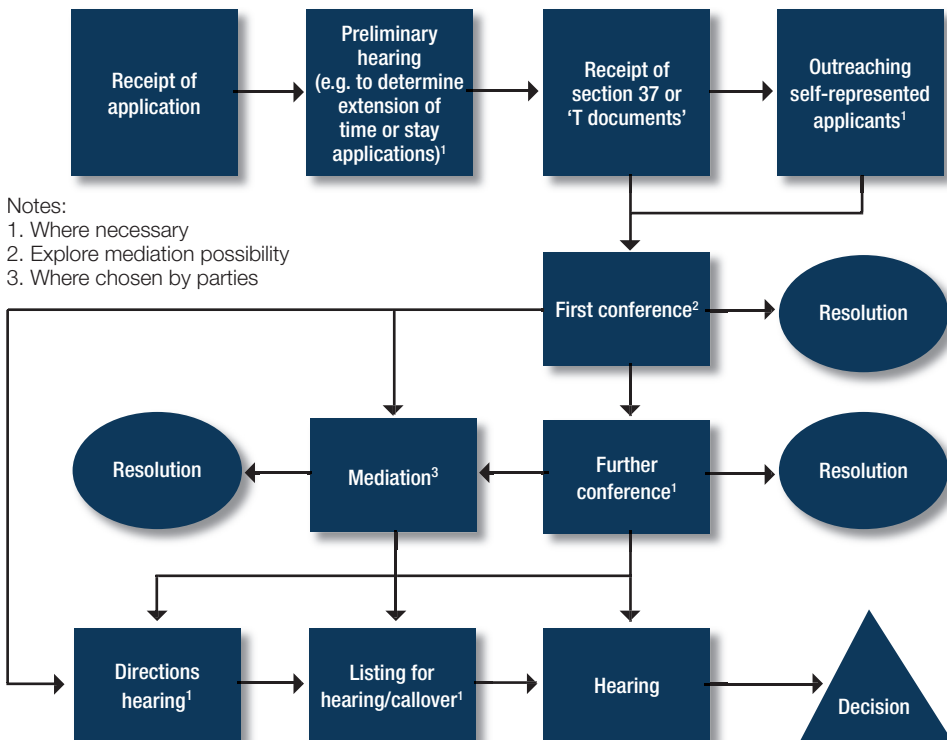 Receipt of
application
Preliminary
hearing
(e.g. to determine
extension of
time or stay
applications)¹
Receipt of
section 37 or
‘T documents’
Outreaching
self-represented
applicants¹
Notes:
1. Where necessary
2. Explore mediation possibility
3. Where chosen by parties
First conference²
Resolution
Resolution
Mediation³
Further
conference¹
Resolution
Directions
hearing¹
Listing for
hearing/callover¹
Hearing
Decision